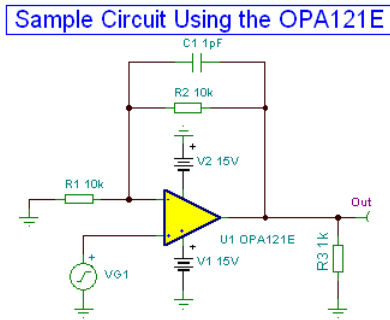 Sample Circuit Using the OPA121E
C1 1pF
R2 10k
+
V2 15V
R1 10k
Out
U1 OPA121E
+
V1 15V
+
VG1
R3 1k